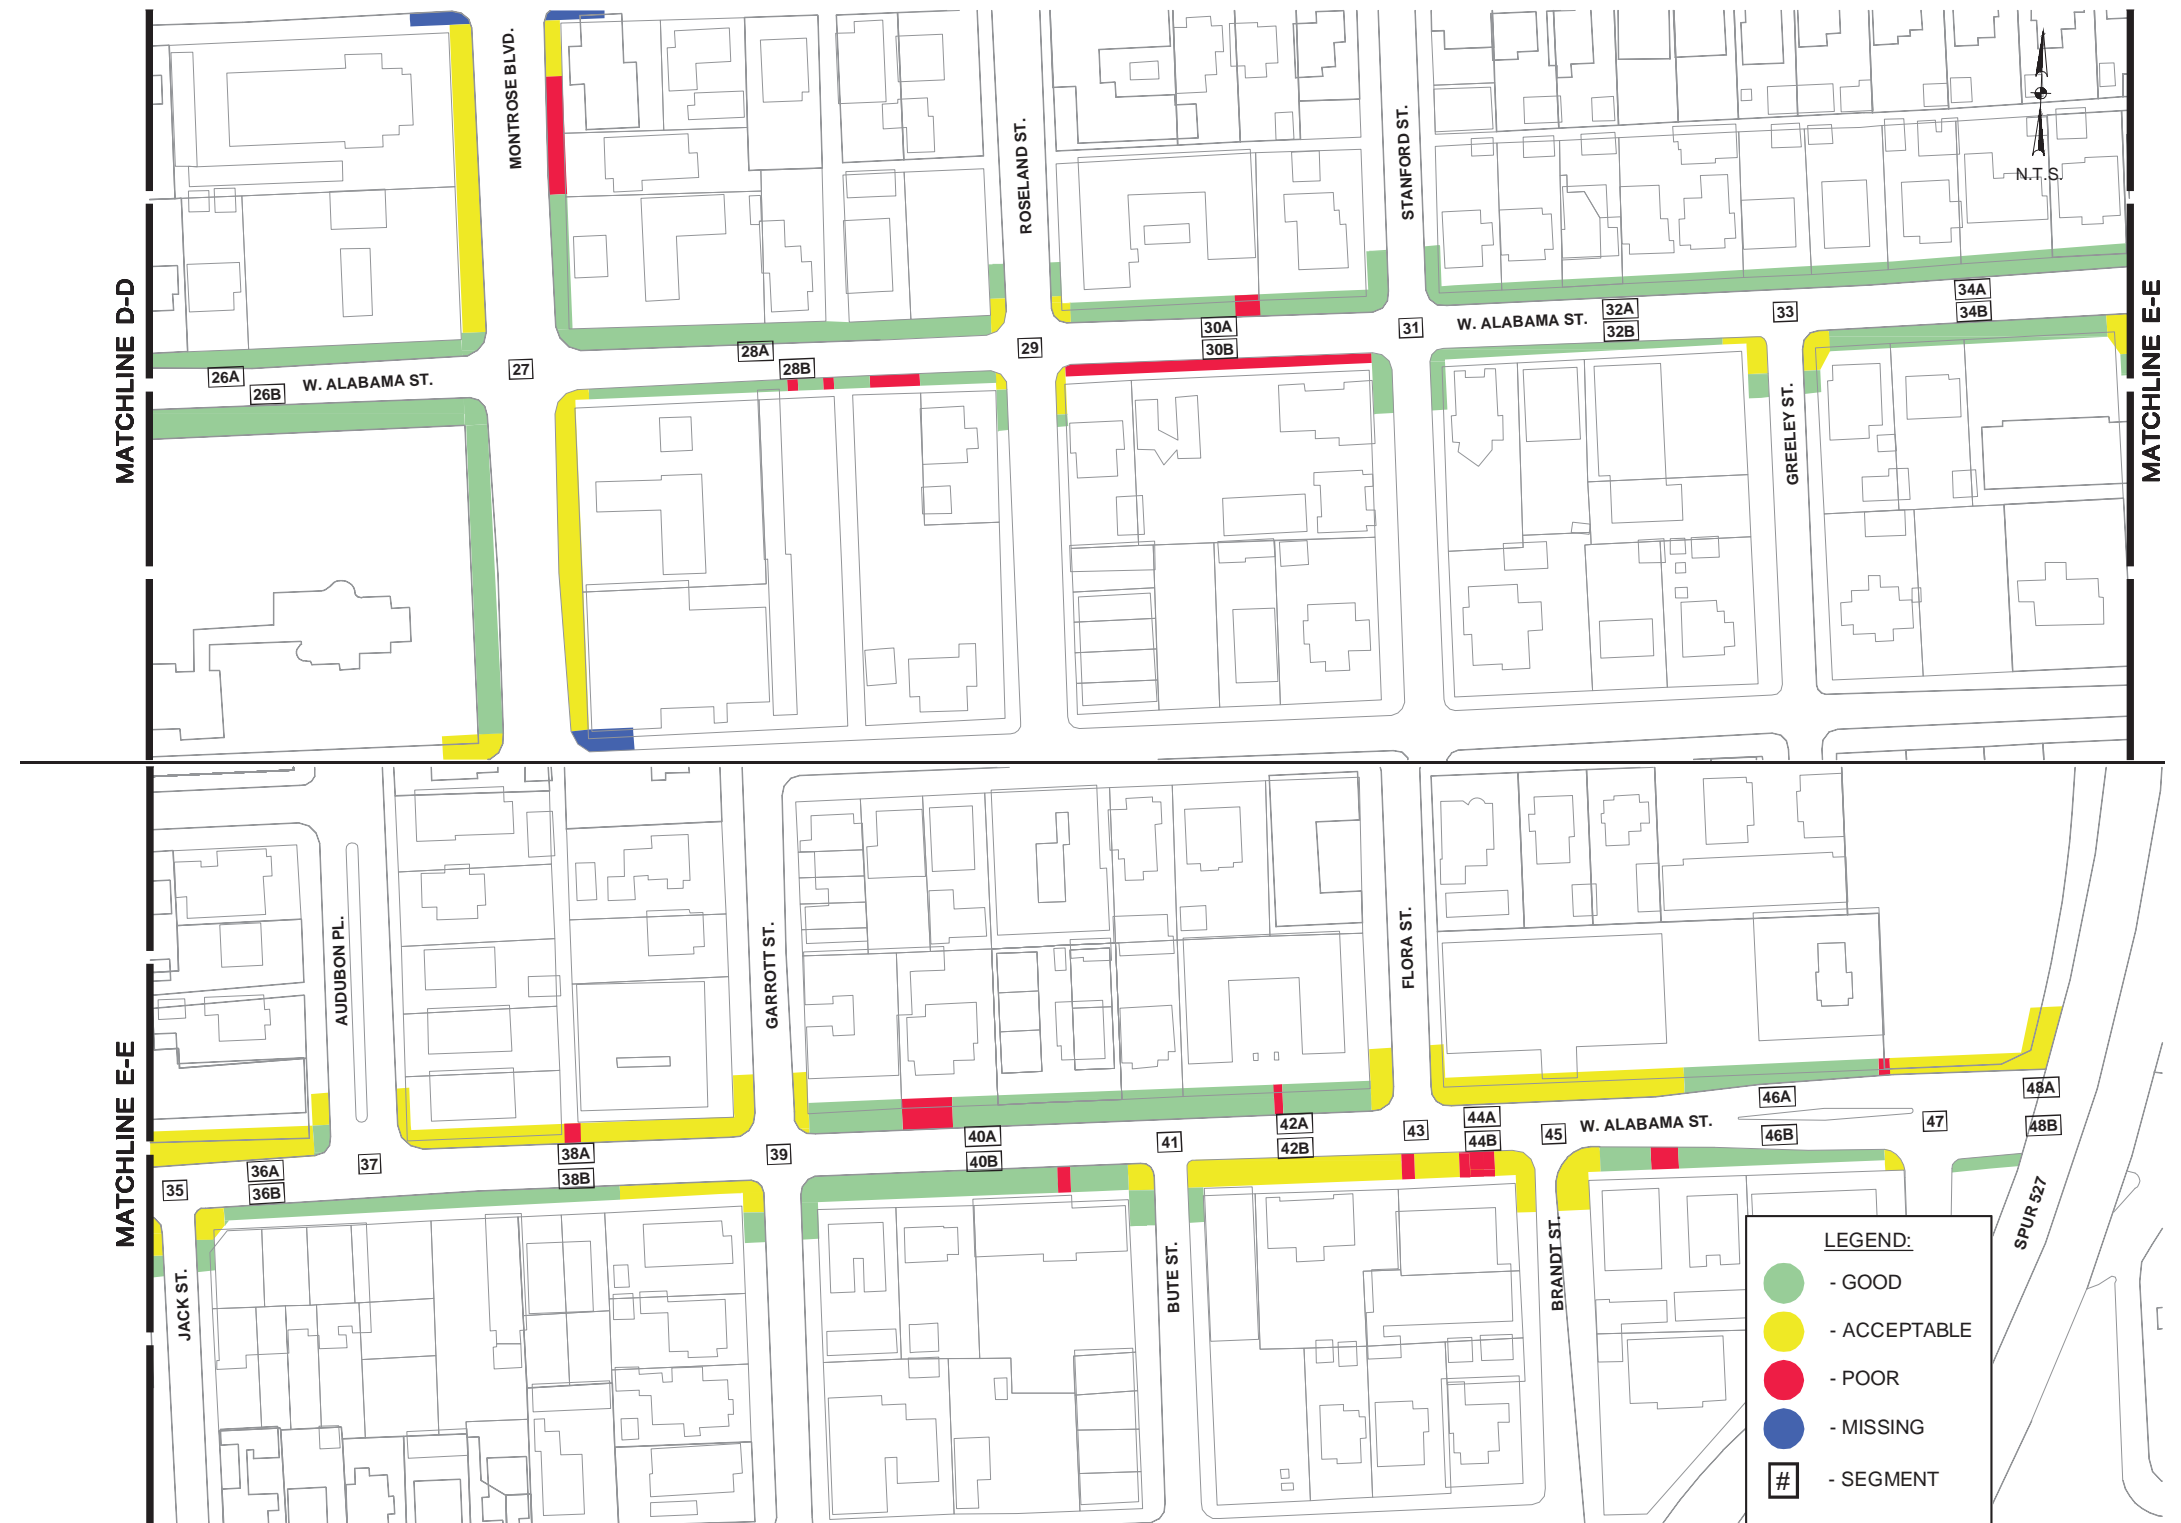 MONTROSE BLVD.
ROSELAND ST.
STANFORD ST.
N.T.S.
MATCHLINE D-D
MATCHLINE E-E
26A
26B
W. ALABAMA ST.
27
28A
28B
29
30A
30B
31
W. ALABAMA ST.
32A
32B
33
34A
34B
GREELEY ST.
MATCHLINE E-E
AUDUBON PL.
GARROTT ST.
FLORA ST.
35
36A
36B
37
38A
38B
39
40A
40B
41
42A
42B
43
44A
44B
45
W. ALABAMA ST.
46A
46B
47
48A
48B
JACK ST.
BUTE ST.
BRANDT ST.
SPUR 527
LEGEND:
- GOOD
- ACCEPTABLE
- POOR
- MISSING
# - SEGMENT